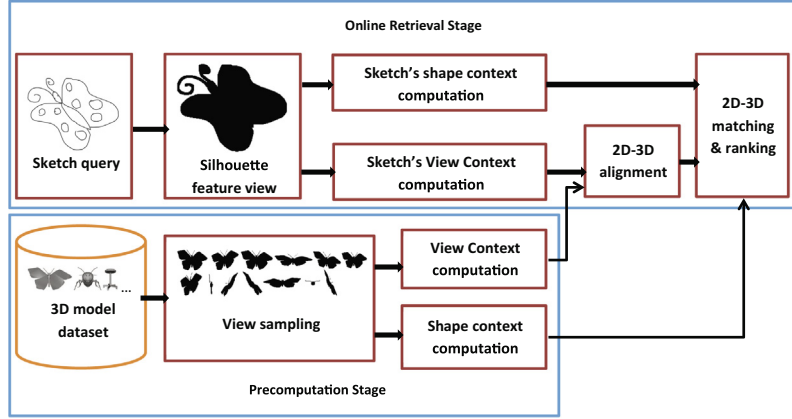 Online Retrieval Stage
Sketch query
Silhouette
feature view
Sketch's shape context
computation
Sketch's View Context
computation
2D-3D
alignment
2D-3D
matching
& ranking
3D model
dataset
...
View sampling
View Context
computation
Shape context
computation
Precomputation Stage